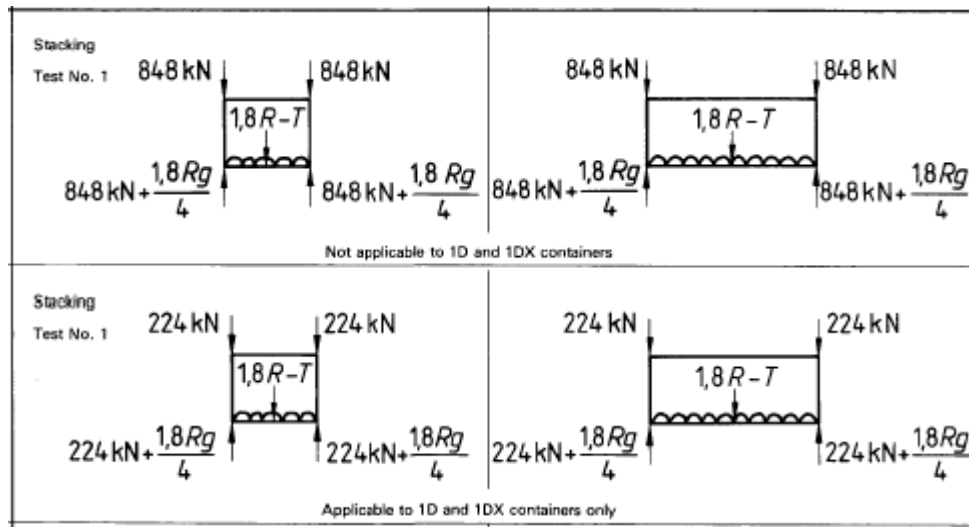 Stacking
Test No. 1
848 kN 848 kN 848 kN 848 kN
1,8 R–T 1,8 R–T
848 kN + 1,8 Rg/4 848 kN + 1,8 Rg/4 848 kN + 1,8 Rg/4 848 kN + 1,8 Rg/4
Not applicable to 1D and 1DX containers
Stacking
Test No. 1
224 kN 224 kN 224 kN 224 kN
1,8 R–T 1,8 R–T
224 kN + 1,8 Rg/4 224 kN + 1,8 Rg/4 224 kN + 1,8 Rg/4 224 kN + 1,8 Rg/4
Applicable to 1D and 1DX containers only